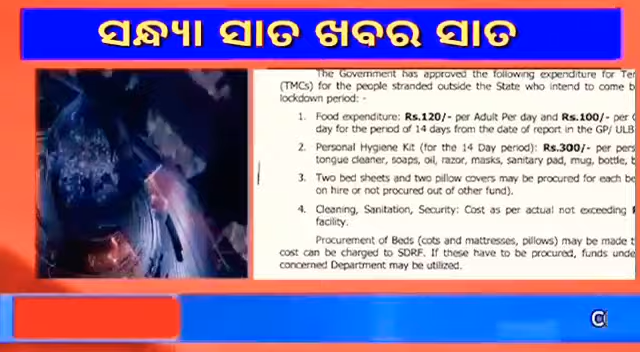 ସନ୍ଧ୍ୟା ସାତ ଖବର ସାତ
The Government has approved the following expenditure for
(TMCs) for the people stranded outside the State who intend to come
lockdown period: -
1. Food expenditure: Rs.120/- per Adult Per day and Rs.100/- per
day for the period of 14 days from the date of report in the GP/ ULB
2. Personal Hygiene Kit (for the 14 Day period): Rs.300/- per
tongue cleaner, soaps, oil, razor, masks, sanitary pad, mug, bottle,
3. Two bed sheets and two pillow covers may be procured for each
on hire or not procured out of other fund).
4. Cleaning, Sanitation, Security: Cost as per actual not exceeding
facility.
Procurement of Beds (cots and mattresses, pillows) may be made
cost can be charged to SDRF. If these have to be procured, funds
concerned Department may be utilized.